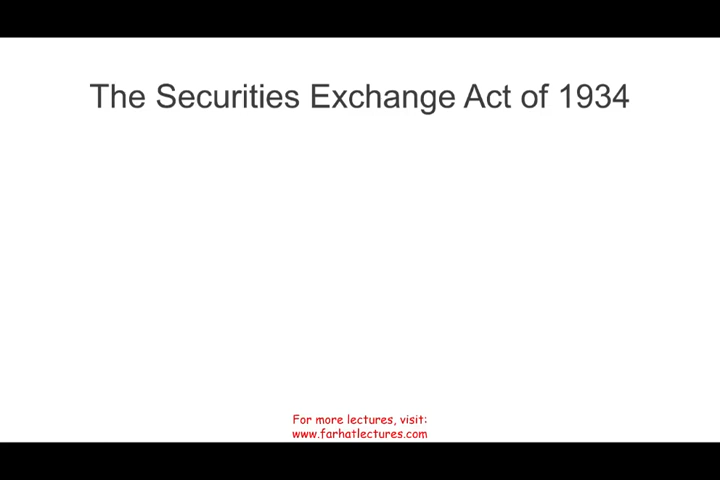 The Securities Exchange Act of 1934
For more lectures, visit:
www.farhatlectures.com